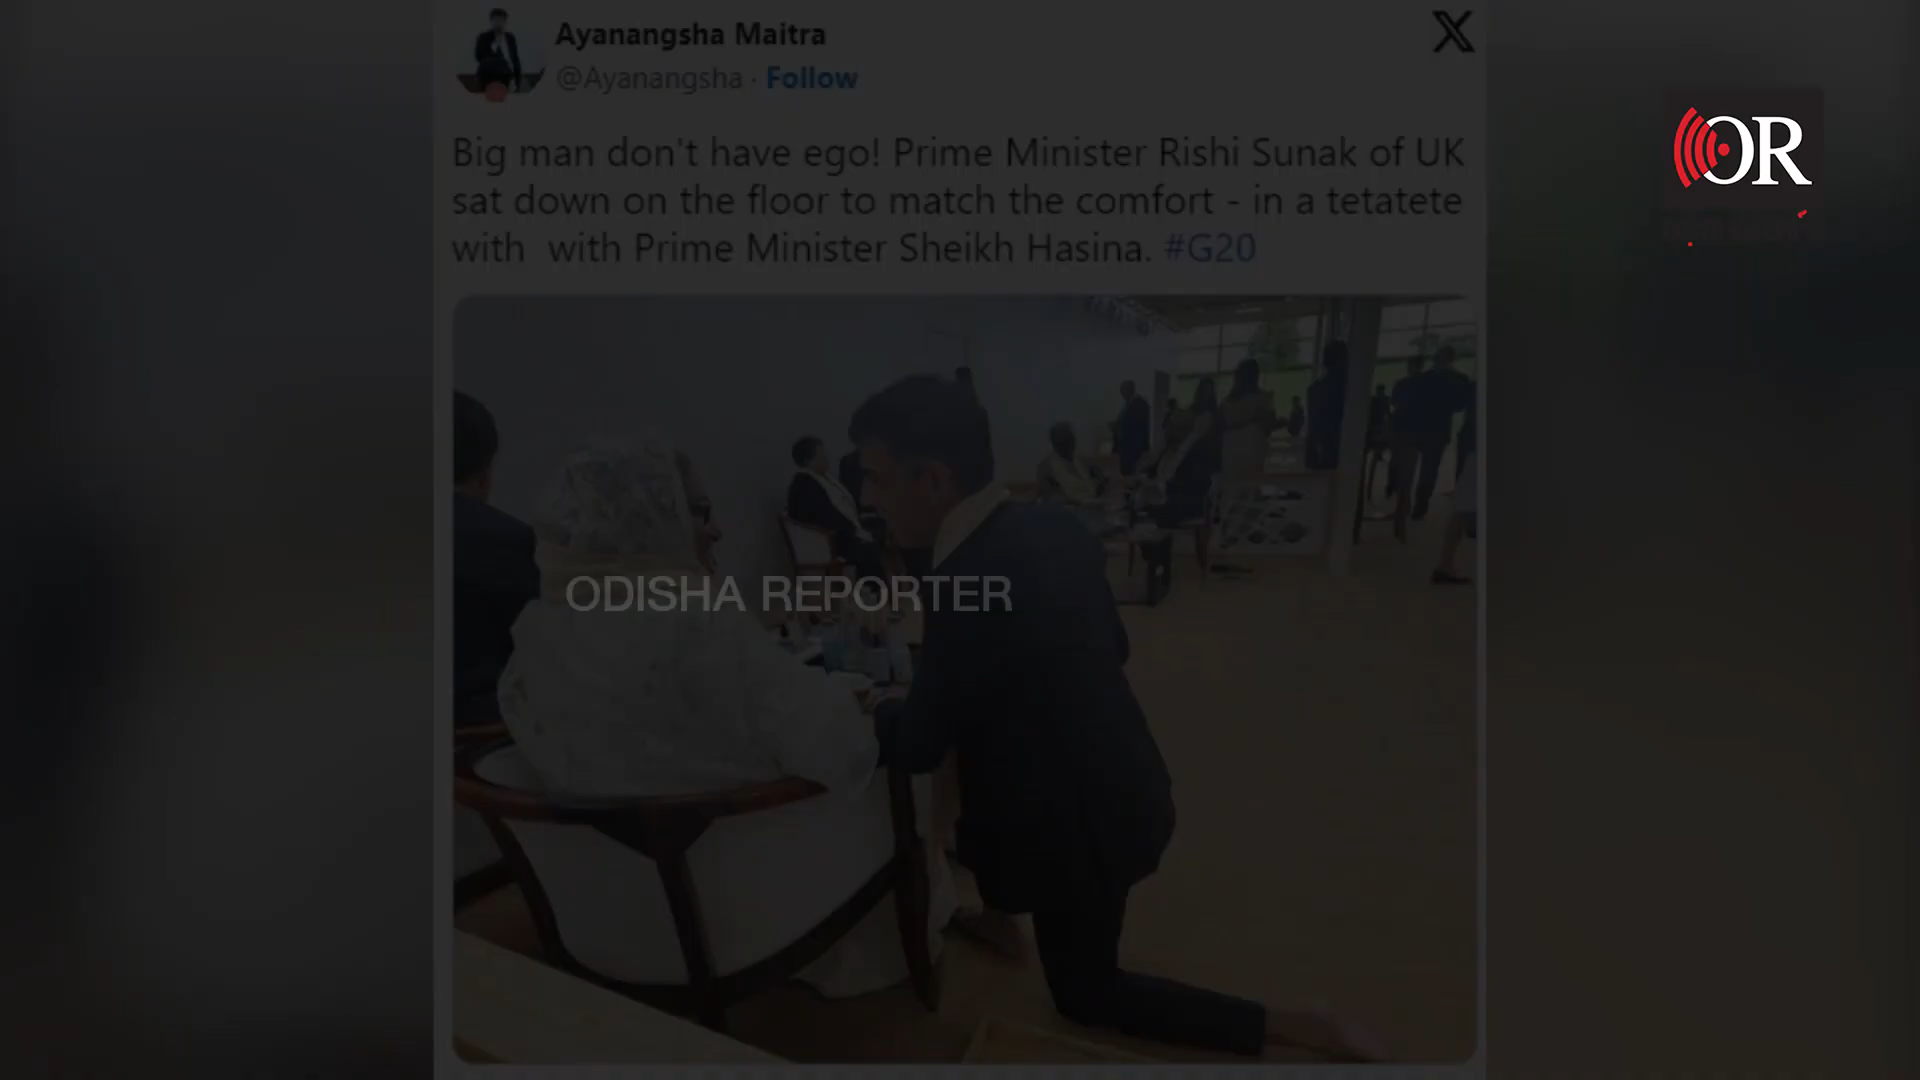 Ayanangsha Maitra
@Ayanangsha · Follow
Big man don't have ego! Prime Minister Rishi Sunak of UK
sat down on the floor to match the comfort - in a tetatete
with with Prime Minister Sheikh Hasina. #G20
OR
ODISHA REPORTER